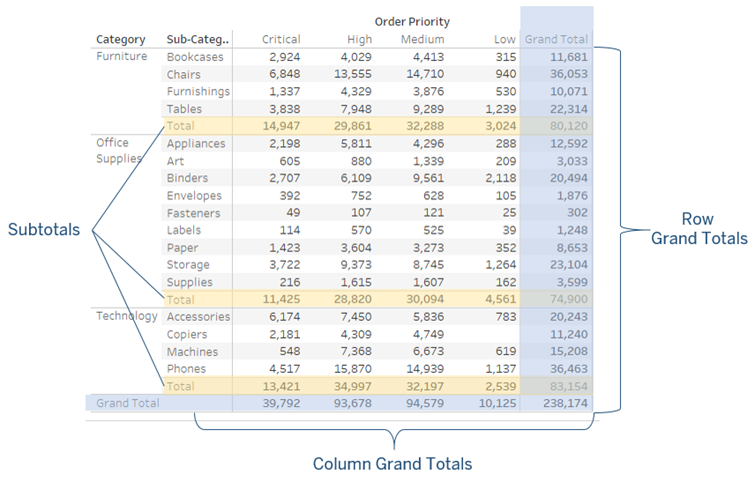 Order Priority
Category Sub-Categ.. Critical High Medium Low Grand Total
Furniture Bookcases 2,924 4,029 4,413 315 11,681
Chairs 6,848 13,555 14,710 940 36,053
Furnishings 1,337 4,329 3,876 530 10,071
Tables 3,838 7,948 9,289 1,239 22,314
Total 14,947 29,861 32,288 3,024 80,120
Office Supplies Appliances 2,198 5,811 4,296 288 12,592
Art 605 880 1,339 209 3,033
Binders 2,707 6,109 9,561 2,118 20,494
Envelopes 392 752 628 105 1,876
Fasteners 49 107 121 25 302
Labels 114 570 525 39 1,248
Paper 1,423 3,604 3,273 352 8,653
Storage 3,722 9,373 8,745 1,264 23,104
Supplies 216 1,615 1,607 162 3,599
Total 11,425 28,820 30,094 4,561 74,900
Technology Accessories 6,174 7,450 5,836 783 20,243
Copiers 2,181 4,309 4,749 11,240
Machines 548 7,368 6,673 619 15,208
Phones 4,517 15,870 14,939 1,137 36,463
Total 13,421 34,997 32,197 2,539 83,154
Grand Total 39,792 93,678 94,579 10,125 238,174
Subtotals
Row
Grand Totals
Column Grand Totals